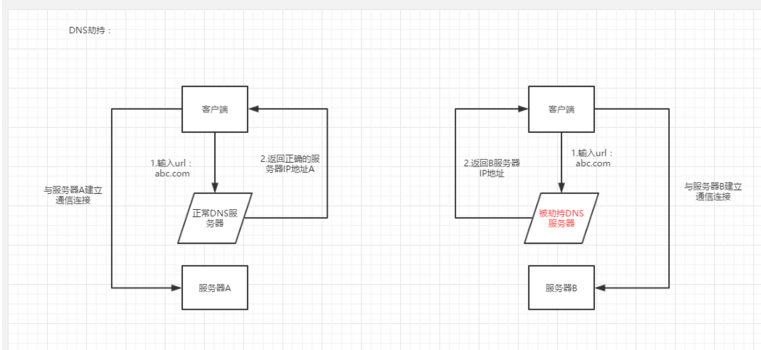 DNS劫持：
客户端
1.输入url：
abc.com
2.返回正确的服
务器IP地址A
与服务器A建立
通信连接
正常DNS服
务器
服务器A
客户端
2.返回B服务器
IP地址
1.输入url：
abc.com
与服务器B建立
通信连接
被劫持DNS
服务器
服务器B